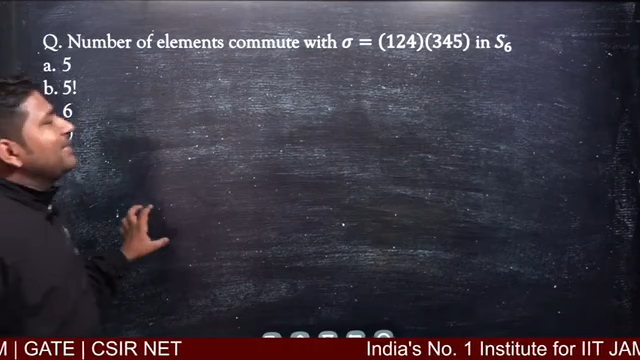 Q. Number of elements commute with σ = (124)(345) in S₆
a. 5
b. 5!
6
M | GATE | CSIR NET India's No. 1 Institute for IIT JAM